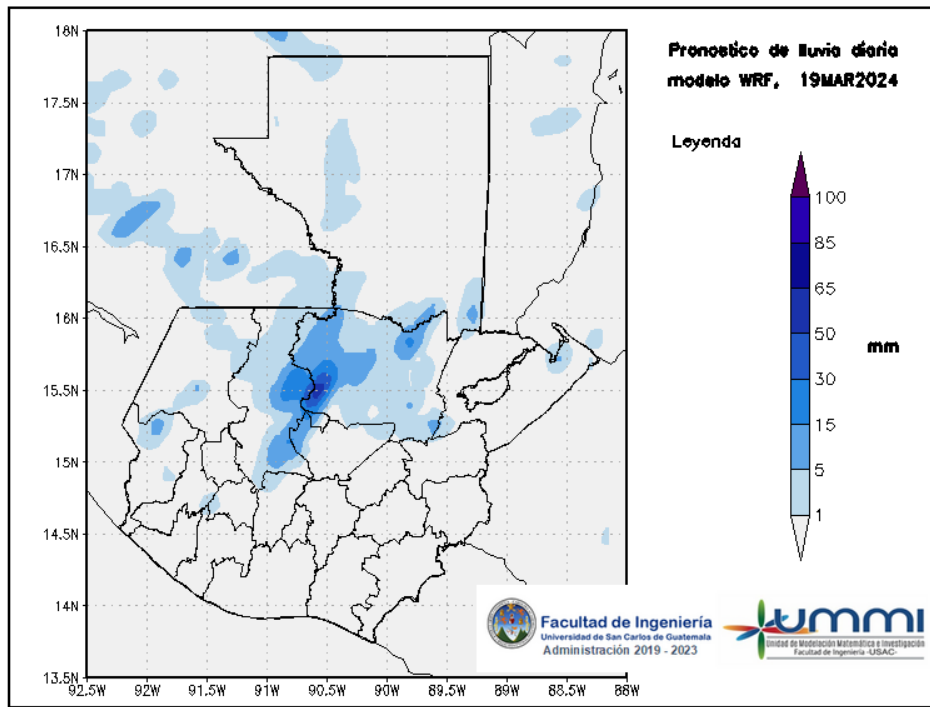 Pronostico de lluvia diaria
modelo WRF, 19MAR2024
Leyenda
100
85
65
50
30
15
5
1
mm
18N
17.5N
17N
16.5N
16N
15.5N
15N
14.5N
14N
13.5N
92.5W 92W 91.5W 91W 90.5W 90W 89.5W 89W 88.5W 88W
Facultad de Ingeniería
Universidad de San Carlos de Guatemala
Administración 2019 - 2023
UMMI
Unidad de Modelación Matemática e Investigación
Facultad de Ingeniería -USAC-